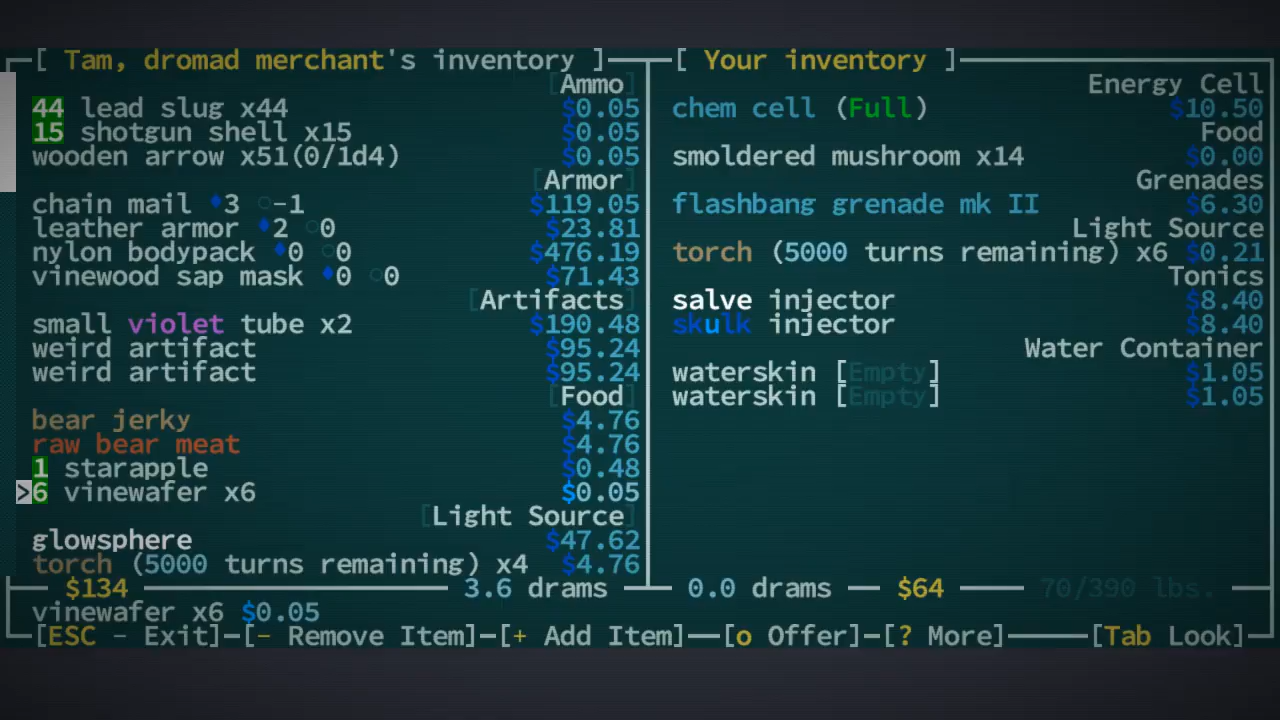 [ Tam, dromad merchant's inventory ]
[Ammo]
44 lead slug x44 $0.05
15 shotgun shell x15 $0.05
wooden arrow x51(0/1d4) $0.05
[Armor]
chain mail ♦3 ○-1 $119.05
leather armor ♦2 ○0 $23.81
nylon bodypack ♦0 ○0 $476.19
vinewood sap mask ♦0 ○0 $71.43
[Artifacts]
small violet tube x2 $190.48
weird artifact $95.24
weird artifact $95.24
[Food]
bear jerky $4.76
raw bear meat $4.76
1 starapple $0.48
>6 vinewafer x6 $0.05
[Light Source]
glowsphere $47.62
torch (5000 turns remaining) x4 $4.76
[ Your inventory ]
Energy Cell
chem cell (Full) $10.50
Food
smoldered mushroom x14 $0.00
Grenades
flashbang grenade mk II $6.30
Light Source
torch (5000 turns remaining) x6 $0.21
Tonics
salve injector $8.40
skulk injector $8.40
Water Container
waterskin [Empty] $1.05
waterskin [Empty] $1.05
$134 3.6 drams 0.0 drams $64 70/390 lbs.
vinewafer x6 $0.05
[ESC - Exit] [- Remove Item] [+ Add Item] [o Offer] [? More] [Tab Look]